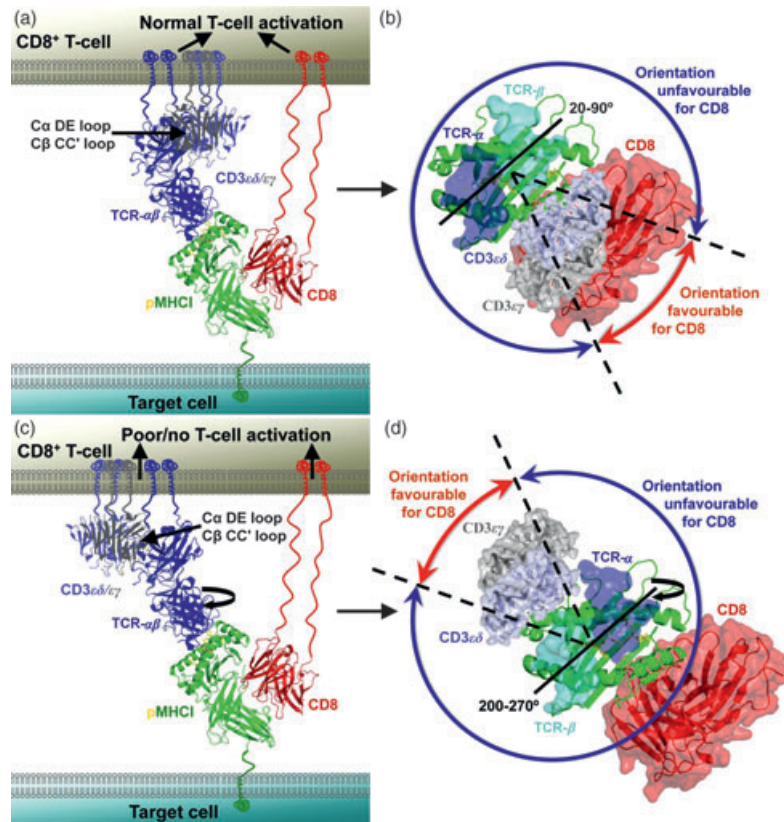 (a)
Normal T-cell activation
CD8⁺ T-cell
Cα DE loop
Cβ CC' loop
CD3εδ/εγ
TCR-αβ
pMHCI
CD8
Target cell
(b)
Orientation
unfavourable
for CD8
TCR-β
20-90º
TCR-α
CD8
CD3εδ
CD3εγ
Orientation
favourable
for CD8
(c)
Poor/no T-cell activation
CD8⁺ T-cell
Cα DE loop
Cβ CC' loop
CD3εδ/εγ
TCR-αβ
pMHCI
CD8
Target cell
(d)
Orientation
favourable
for CD8
Orientation
unfavourable
for CD8
CD3εγ
TCR-α
CD8
CD3εδ
200-270º
TCR-β